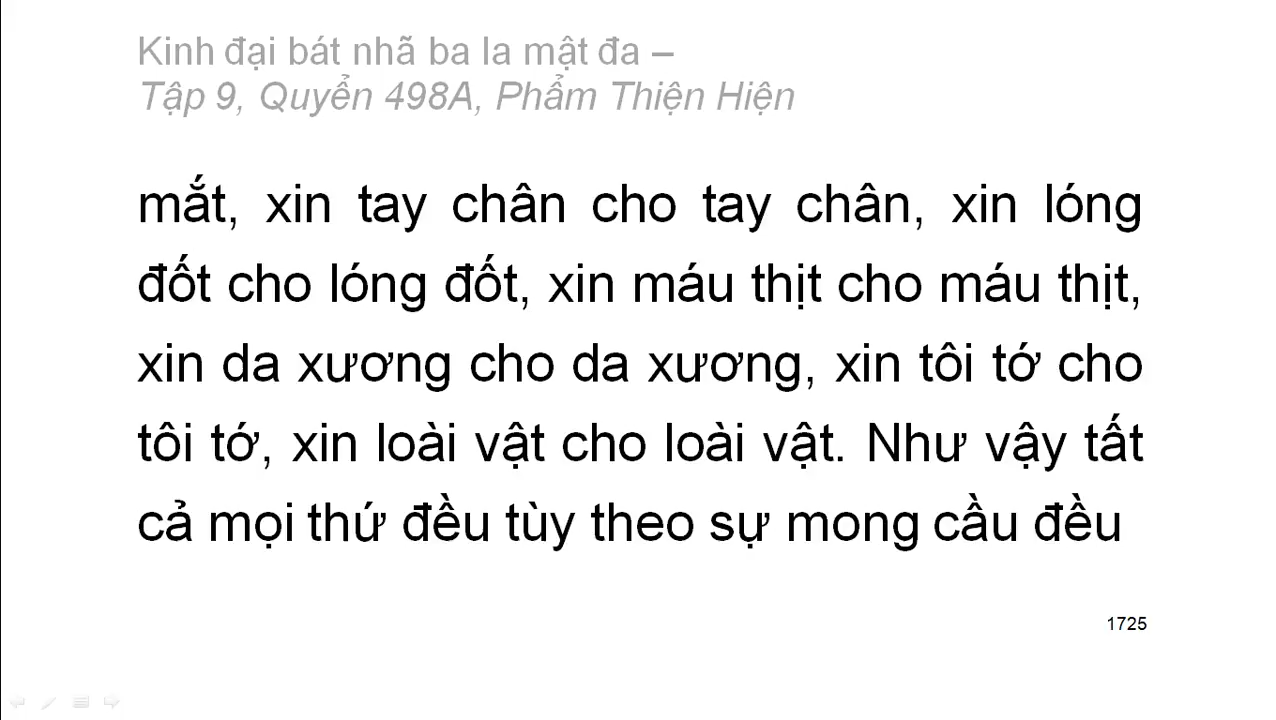 Kinh đại bát nhã ba la mật đa –
Tập 9, Quyển 498A, Phẩm Thiện Hiện
mắt, xin tay chân cho tay chân, xin lóng
đốt cho lóng đốt, xin máu thịt cho máu thịt,
xin da xương cho da xương, xin tôi tớ cho
tôi tớ, xin loài vật cho loài vật. Như vậy tất
cả mọi thứ đều tùy theo sự mong cầu đều
1725